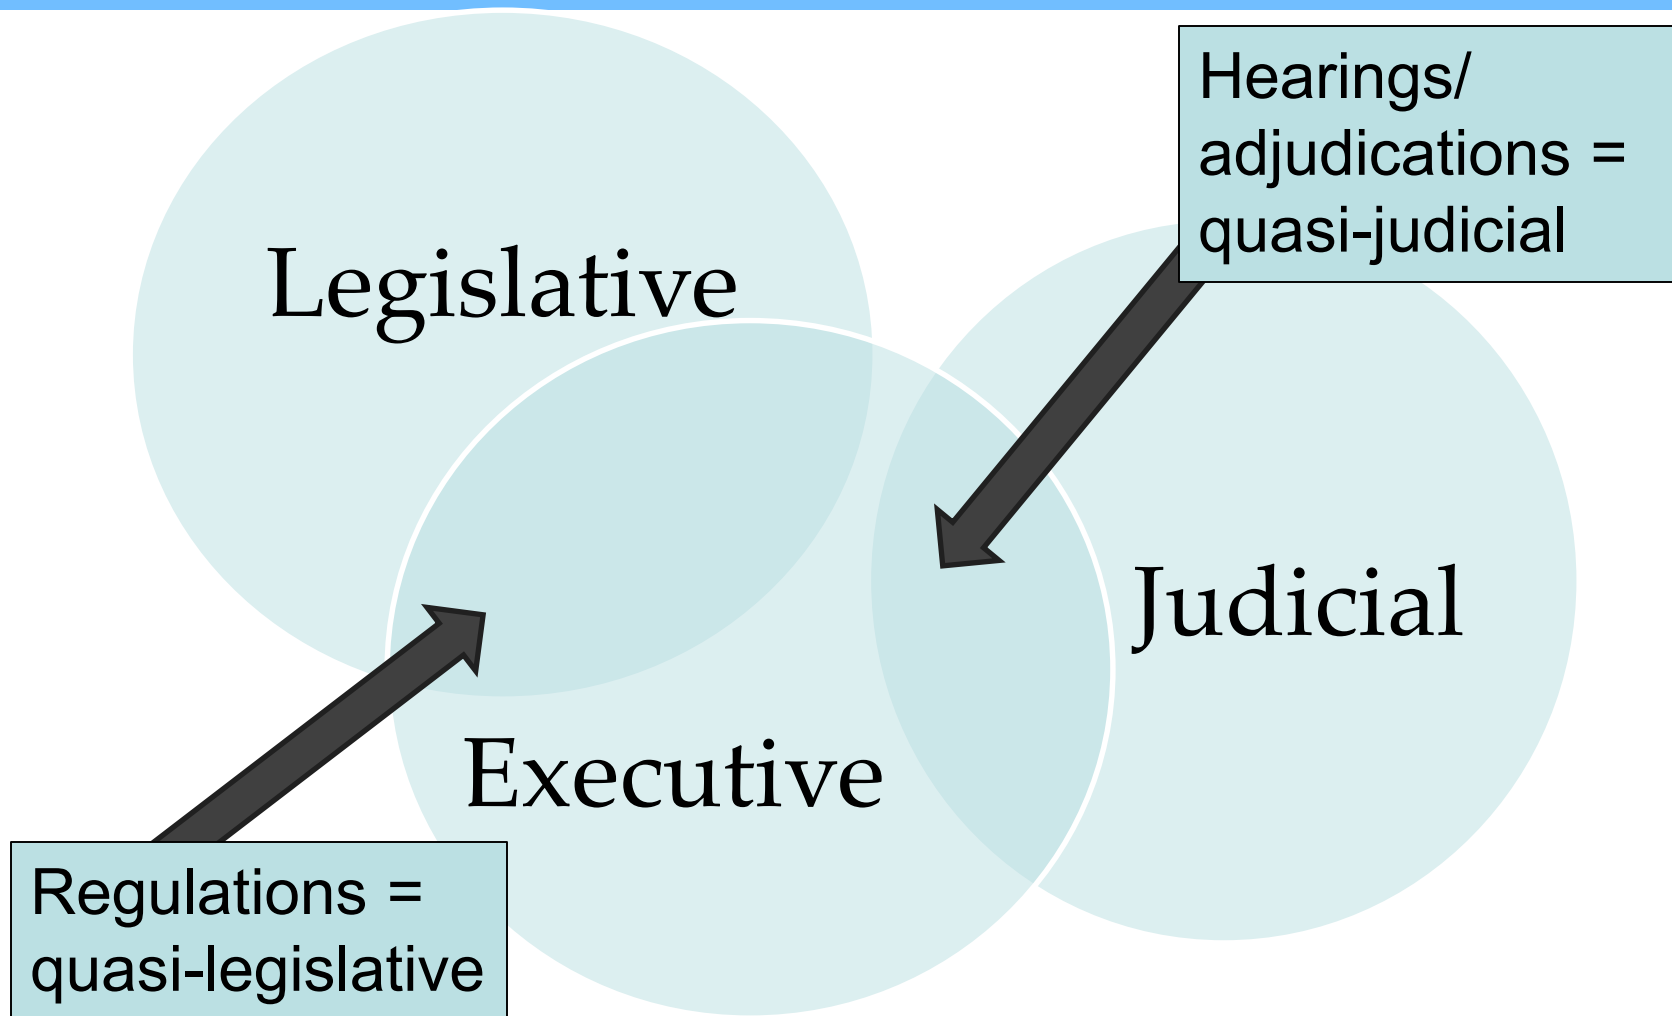 Hearings/
adjudications =
quasi-judicial
Legislative
Judicial
Executive
Regulations =
quasi-legislative